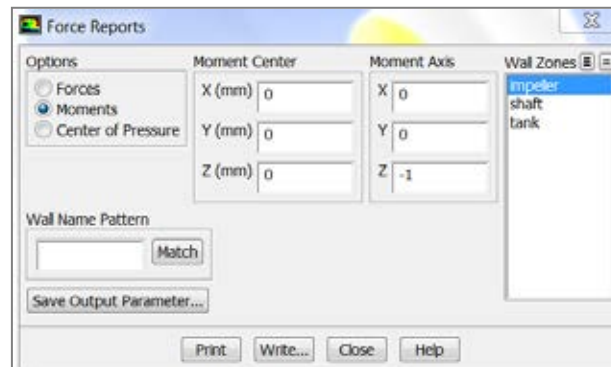 Force Reports
Options
Forces
Moments
Center of Pressure
Moment Center
X (mm) 0
Y (mm) 0
Z (mm) 0
Moment Axis
X 0
Y 0
Z -1
Wall Zones
impeller
shaft
tank
Wall Name Pattern
Match
Save Output Parameter...
Print Write... Close Help